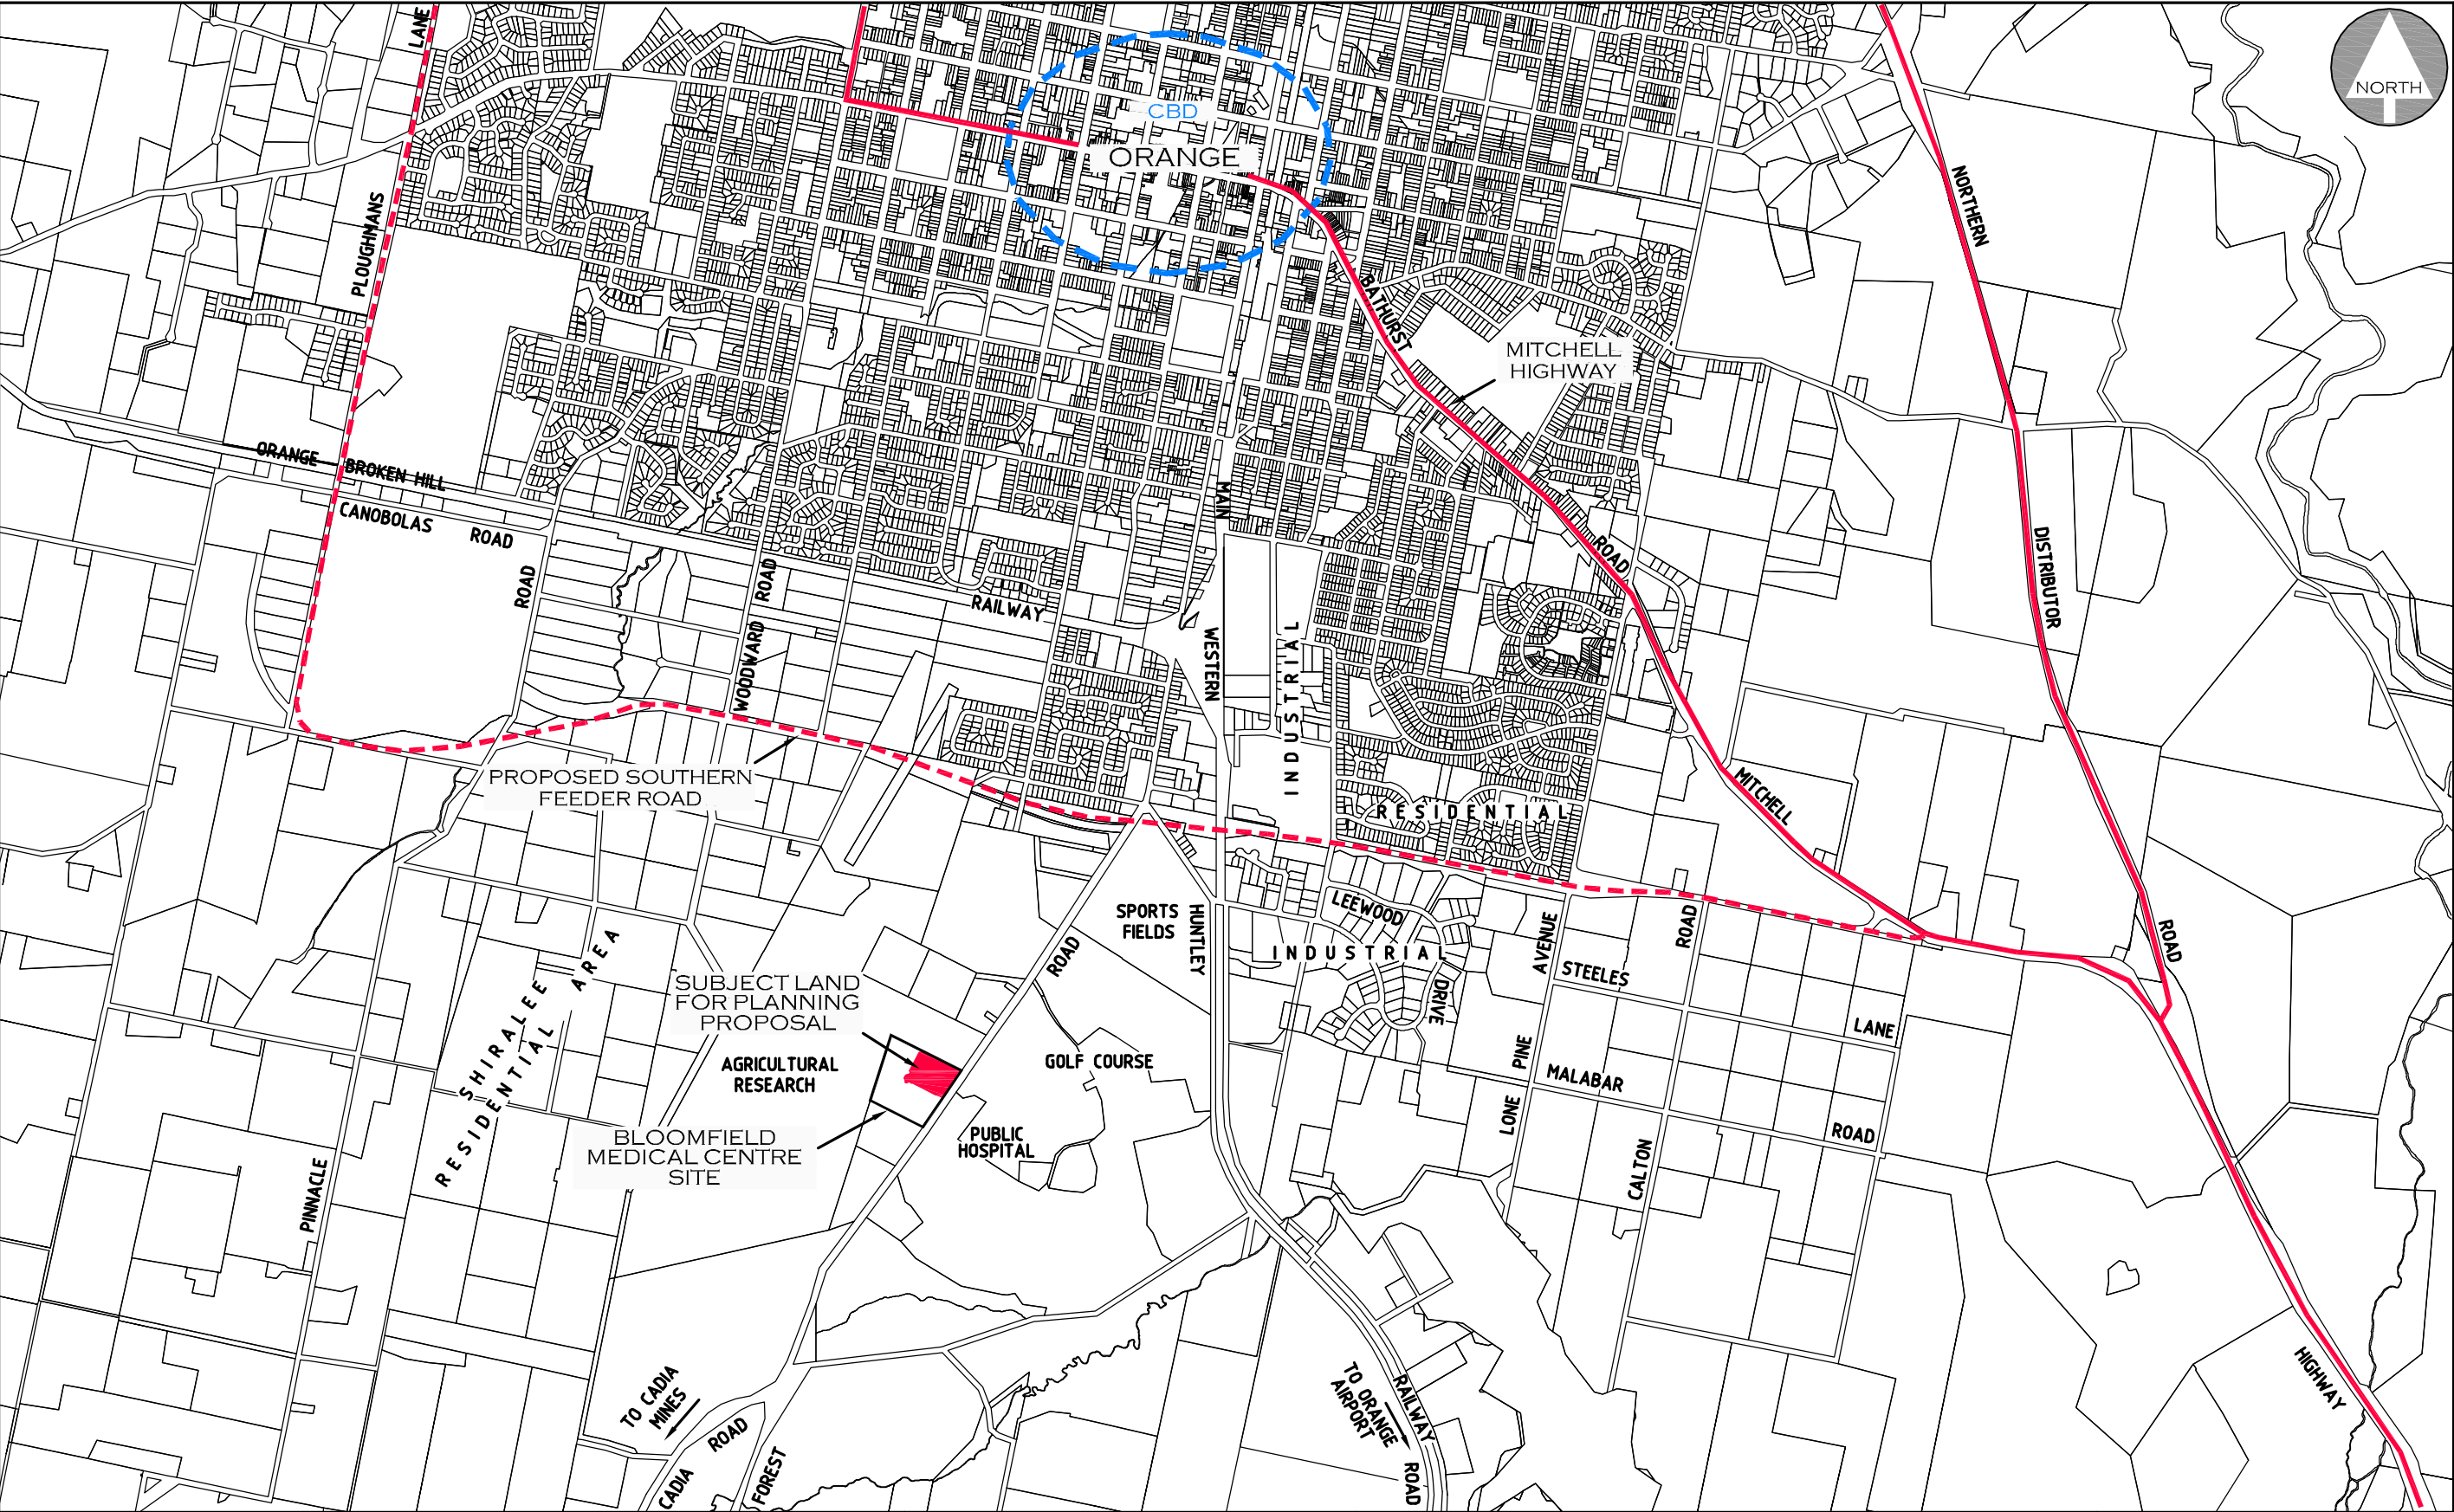 LANE
NORTH
CBD
ORANGE
PLOUGHMANS
NORTHERN
BATHURST
MITCHELL
HIGHWAY
ORANGE
BROKEN HILL
CANOBOLAS
ROAD
MAIN
ROAD
DISTRIBUTOR
ROAD
ROAD
RAILWAY
WOODWARD
WESTERN
INDUSTRIAL
PROPOSED SOUTHERN
FEEDER ROAD
MITCHELL
RESIDENTIAL
LEEWOOD
SPORTS
FIELDS
HUNTLEY
ROAD
INDUSTRIAL
AVENUE
ROAD
ROAD
STEELES
DRIVE
LANE
SHIRALEE
RESIDENTIAL AREA
SUBJECT LAND
FOR PLANNING
PROPOSAL
AGRICULTURAL
RESEARCH
GOLF COURSE
PINE
MALABAR
LONE
ROAD
BLOOMFIELD
MEDICAL CENTRE
SITE
PUBLIC
HOSPITAL
CALTON
PINNACLE
TO CADIA
MINES
ROAD
CADIA
FOREST
TO ORANGE
AIRPORT
RAILWAY
ROAD
HIGHWAY